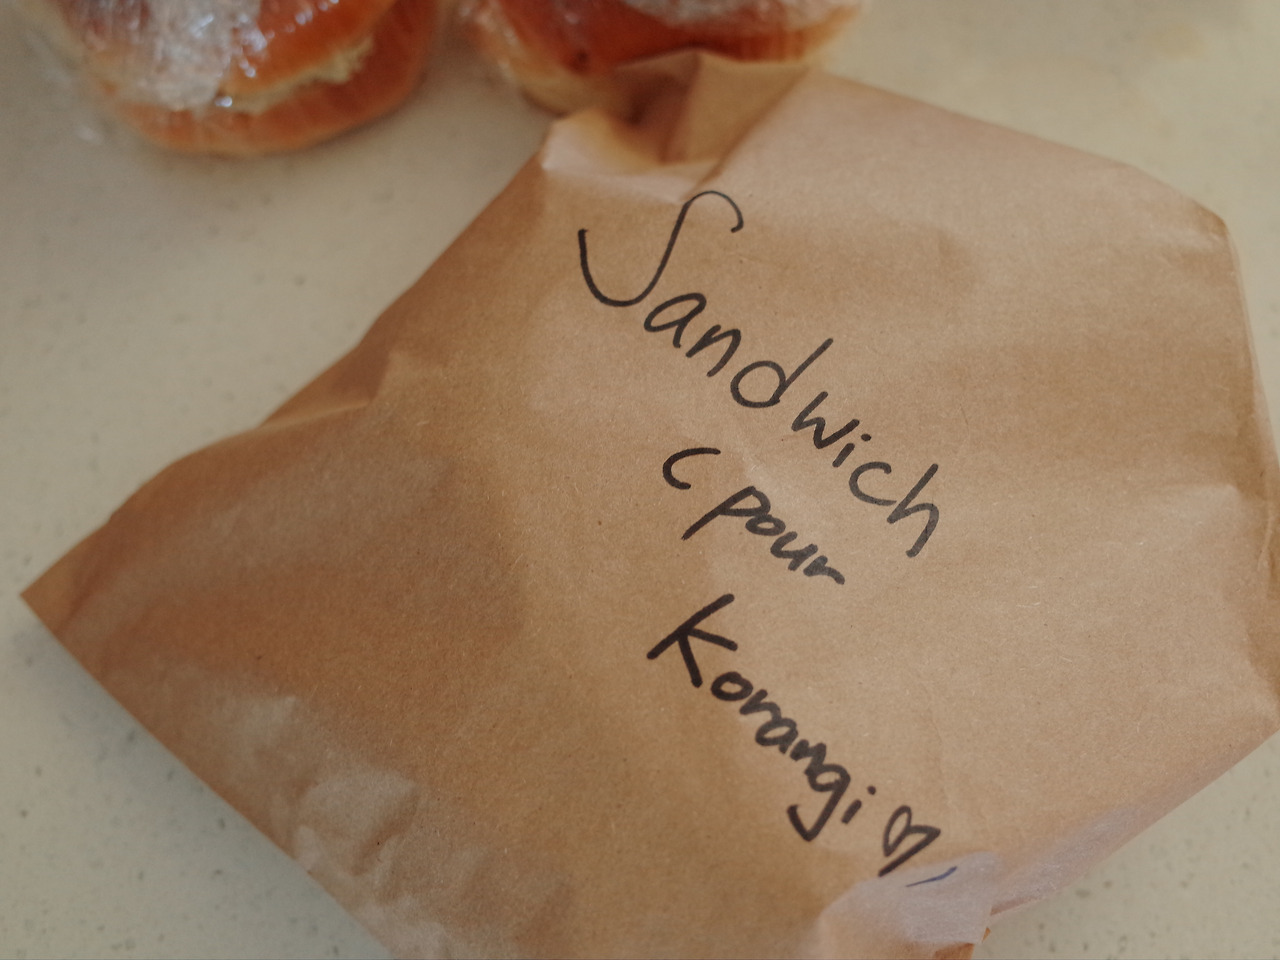 Sandwich
( pour
Korangi ♡)